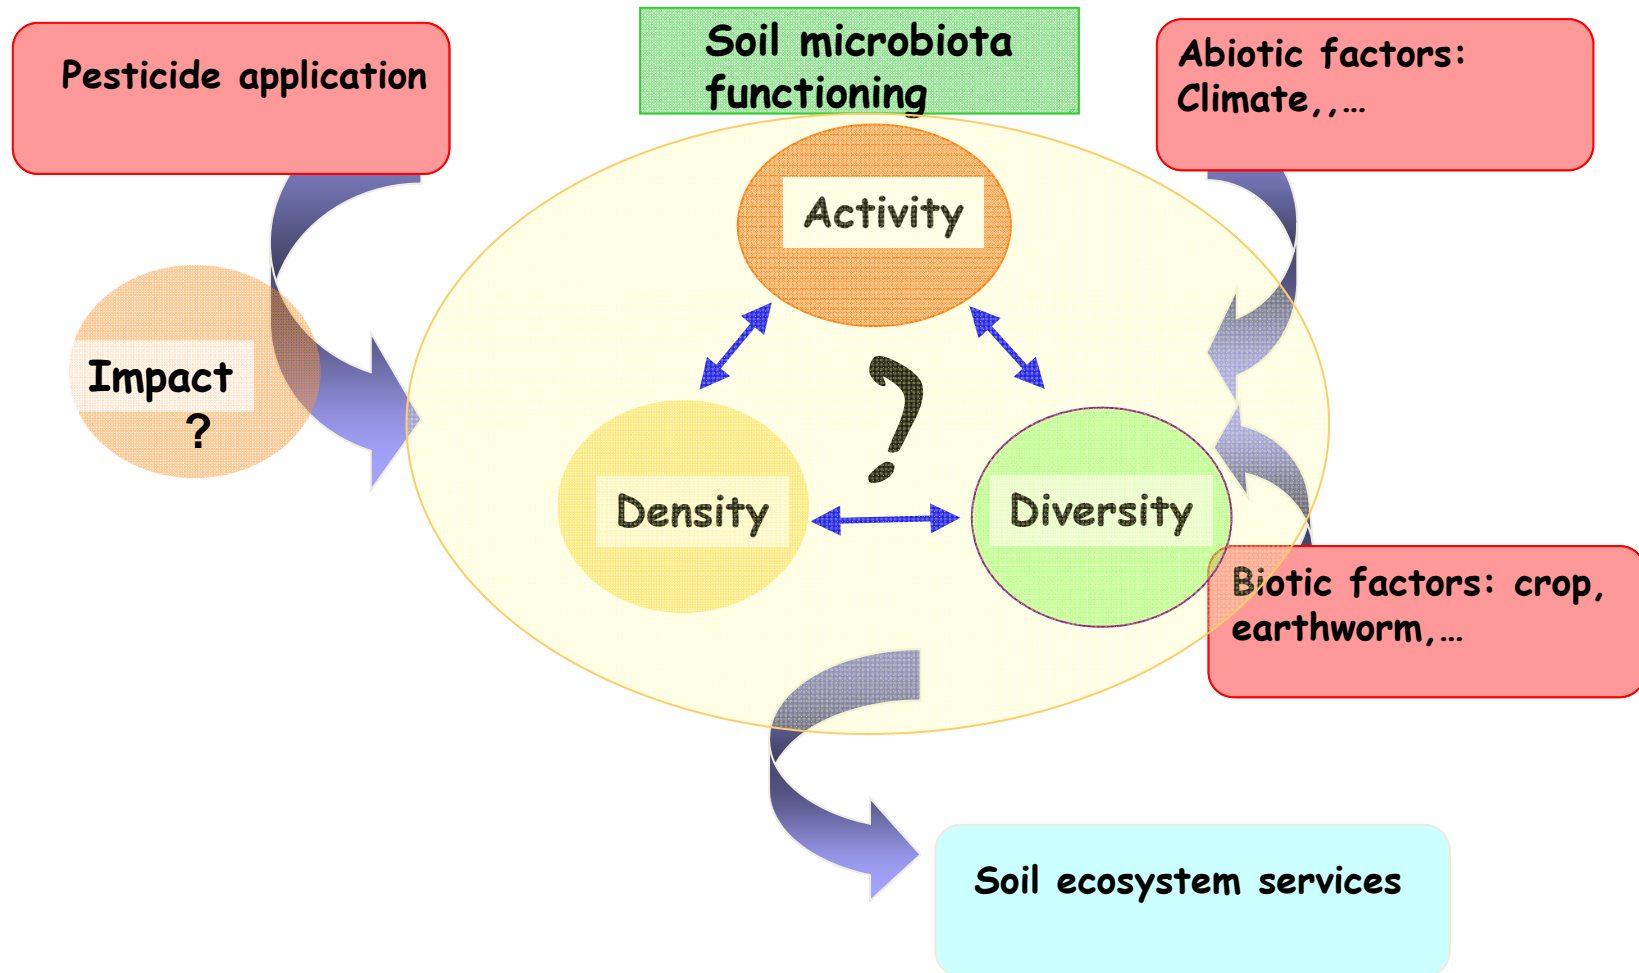 Pesticide application
Soil microbiota
functioning
Abiotic factors:
Climate,,…
Activity
Impact
?
?
Density
Diversity
Biotic factors: crop,
earthworm,…
Soil ecosystem services